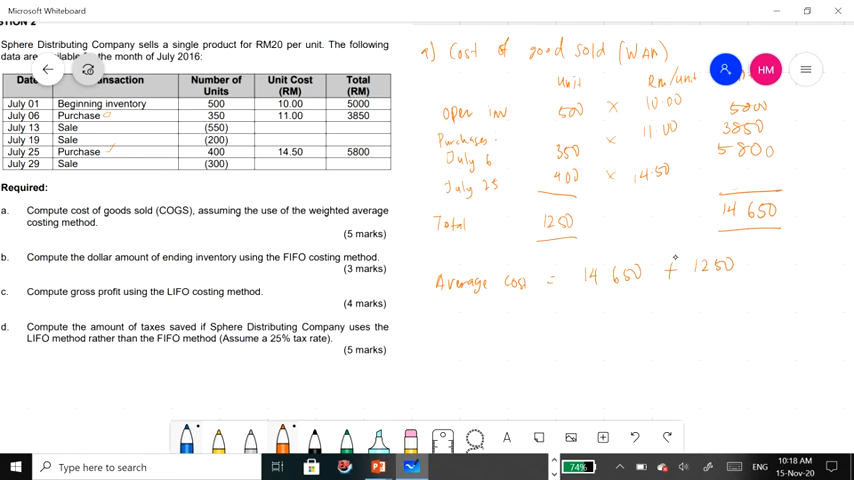 Microsoft Whiteboard
Sphere Distributing Company sells a single product for RM20 per unit. The following
data are available for the month of July 2016:
Number of Unit Cost Total
Units (RM) (RM)
July 01 Beginning inventory 500 10.00 5000
July 06 Purchase 350 11.00 3850
July 13 Sale (550)
July 19 Sale (200)
July 25 Purchase 400 14.50 5800
July 29 Sale (300)
Required:
a. Compute cost of goods sold (COGS), assuming the use of the weighted average
costing method.
(5 marks)
b. Compute the dollar amount of ending inventory using the FIFO costing method.
(3 marks)
c. Compute gross profit using the LIFO costing method.
(4 marks)
d. Compute the amount of taxes saved if Sphere Distributing Company uses the
LIFO method rather than the FIFO method (Assume a 25% tax rate).
(5 marks)
a) Cost of good sold (WAM)
Unit Rm/unit
Open inv 500 x 10.00 5000
Purchases - x 11.00 3850
July 6 350 5800
July 25 400 x 14.50
Total 1250 14 650
Average cost = 14 650 ÷ 1250
HM
Type here to search
74%
ENG
10:18 AM
15-Nov-20